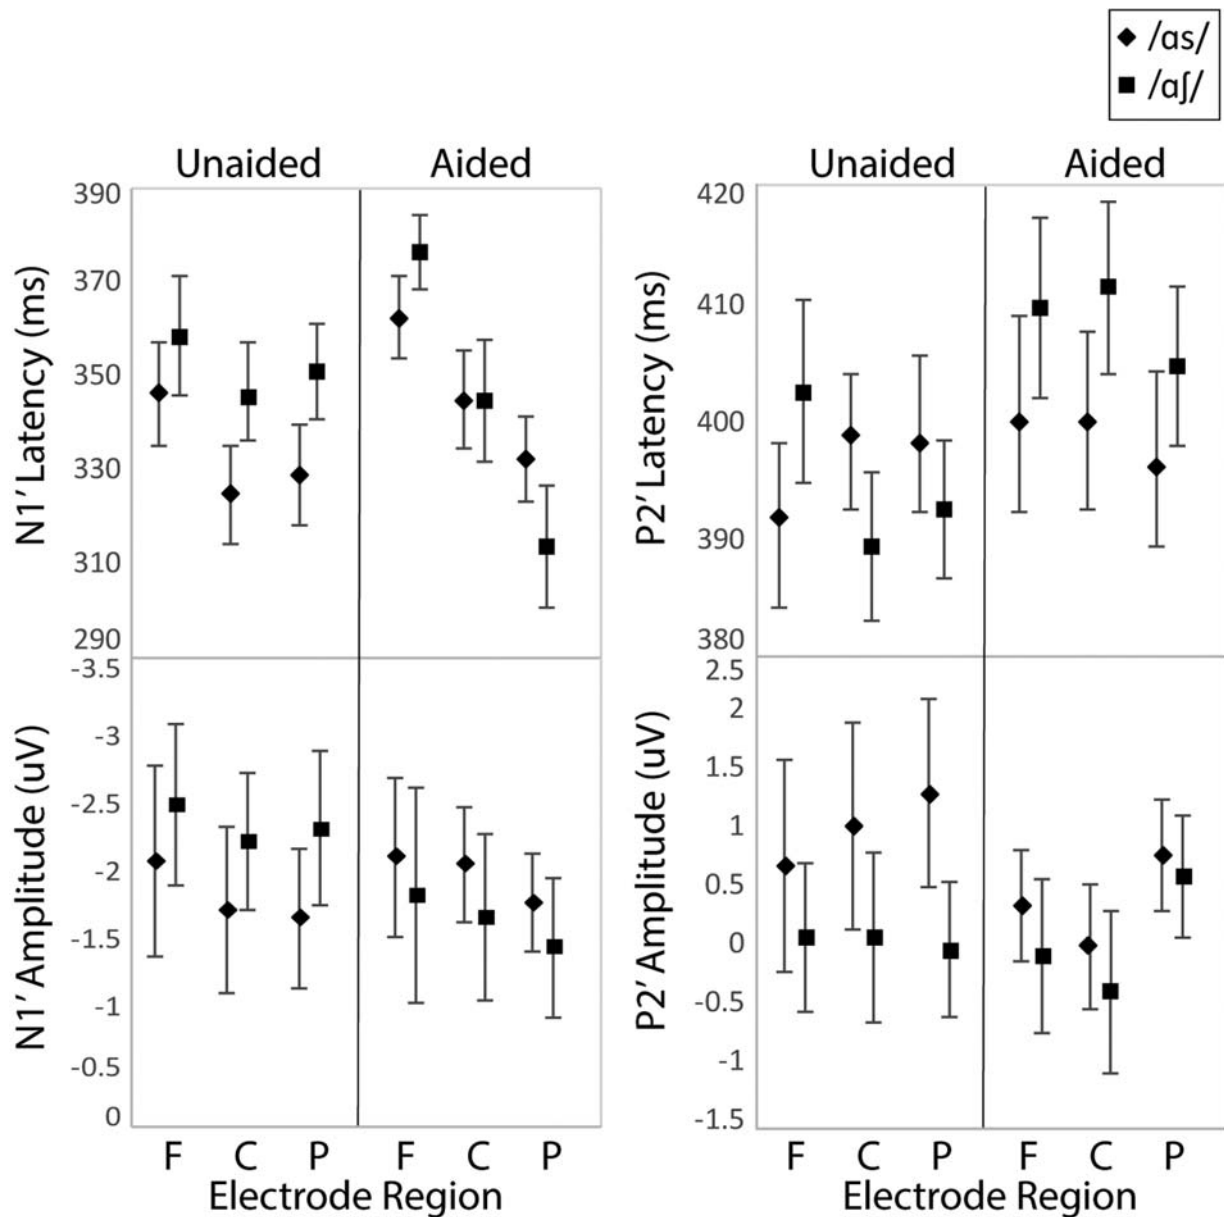 /ɑs/
/ɑʃ/
Unaided Aided
N1′ Latency (ms)
390
370
350
330
310
290
N1′ Amplitude (uV)
-3.5
-3
-2.5
-2
-1.5
-1
-0.5
0
F C P F C P
Electrode Region
Unaided Aided
P2′ Latency (ms)
420
410
400
390
380
P2′ Amplitude (uV)
2.5
2
1.5
1
0.5
0
-0.5
-1
-1.5
F C P F C P
Electrode Region